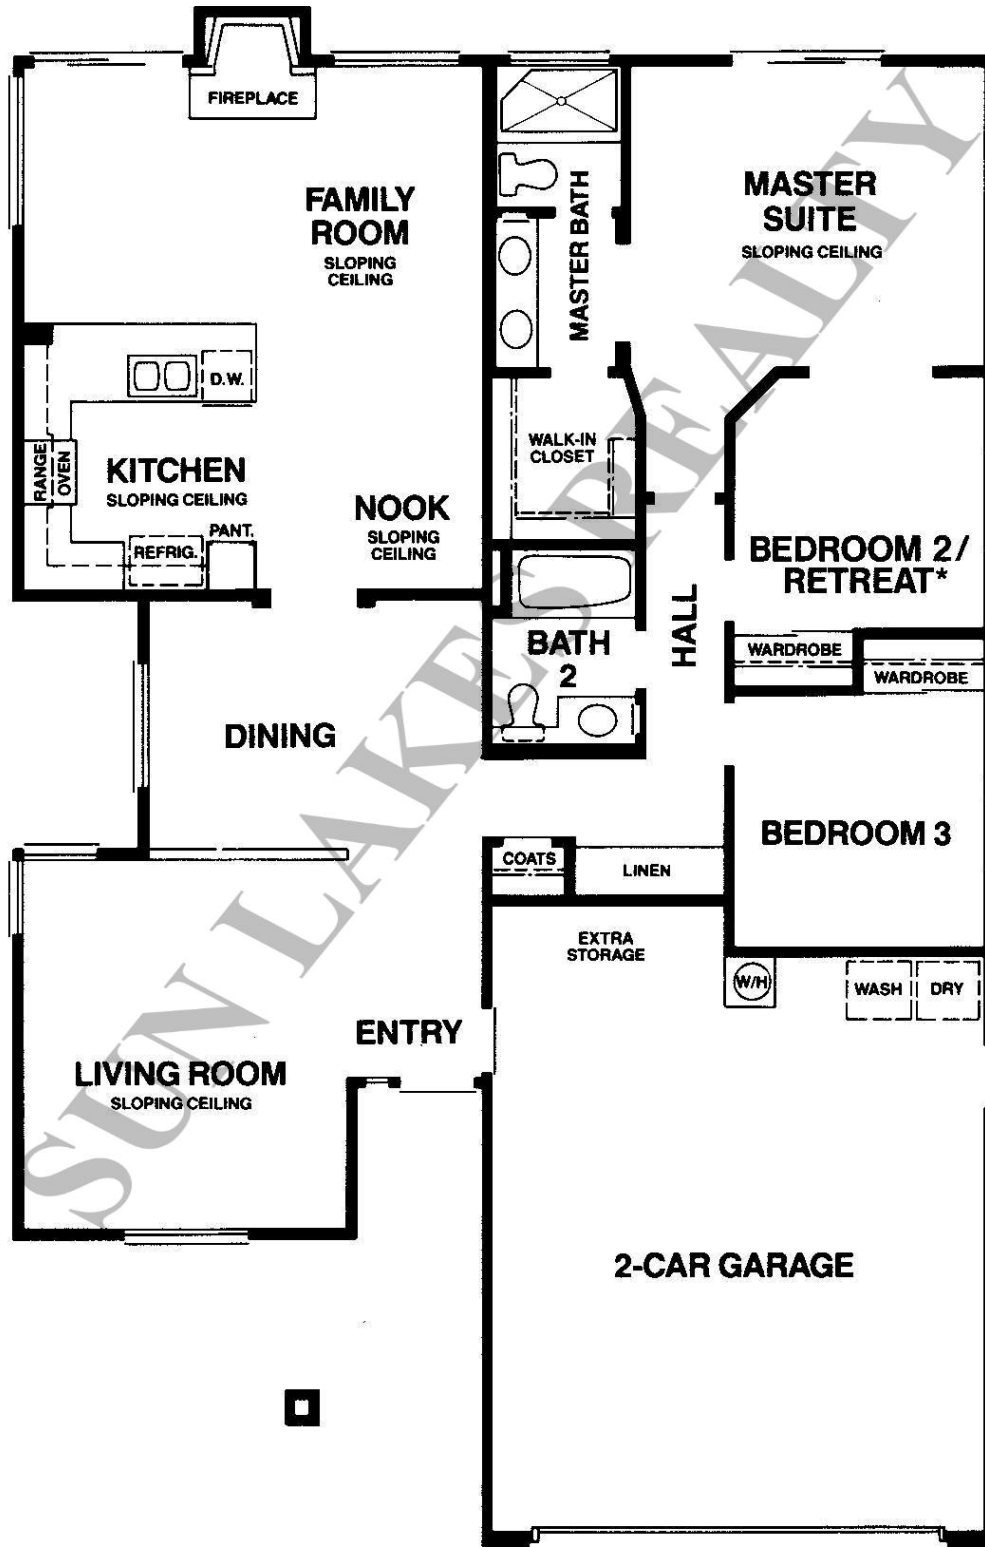 FIREPLACE
FAMILY
ROOM
SLOPING
CEILING
MASTER BATH
MASTER
SUITE
SLOPING CEILING
D.W.
RANGE
OVEN
KITCHEN
SLOPING CEILING
PANT.
REFRIG.
NOOK
SLOPING
CEILING
WALK-IN
CLOSET
BEDROOM 2/
RETREAT*
HALL
BATH
2
WARDROBE
WARDROBE
DINING
BEDROOM 3
COATS
LINEN
EXTRA
STORAGE
W/H
WASH
DRY
ENTRY
LIVING ROOM
SLOPING CEILING
2-CAR GARAGE
SUN LAKES REALTY